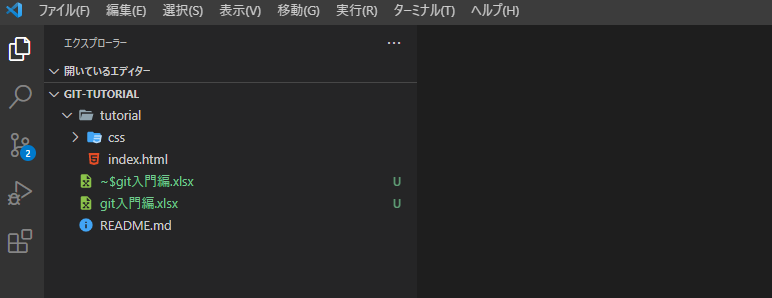 ファイル(F) 編集(E) 選択(S) 表示(V) 移動(G) 実行(R) ターミナル(T) ヘルプ(H)
エクスプローラー ...
開いているエディター
GIT-TUTORIAL
tutorial
css
index.html
~$git入門編.xlsx U
git入門編.xlsx U
README.md
2